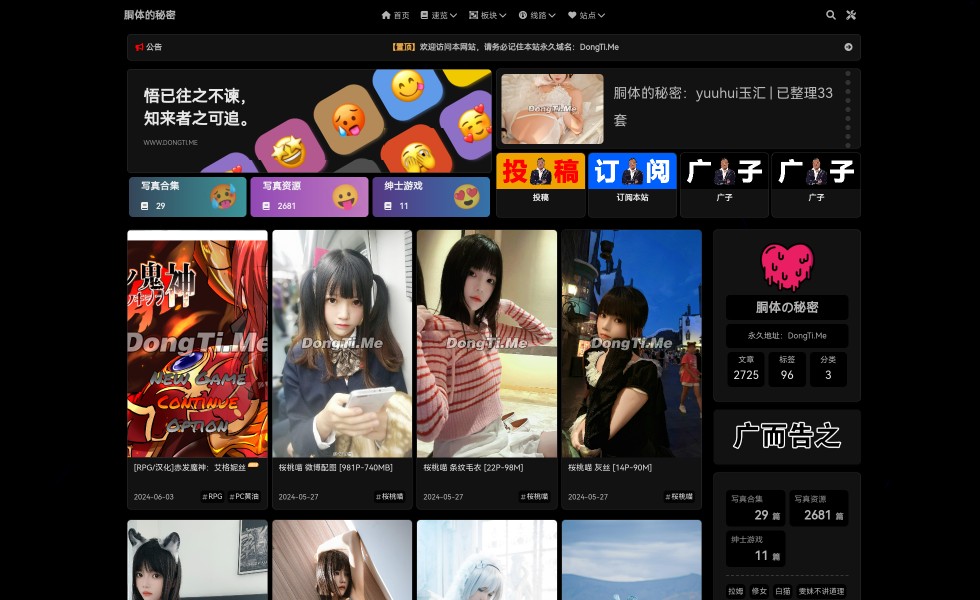 胴体的秘密
首页 速览 板块 线路 站点
公告
【置顶】欢迎访问本网站，请务必记住本站永久域名：DongTi.Me
悟已往之不谏，
知来者之可追。
WWW.DONGTI.ME
DongTi.Me
胴体的秘密：yuuhui玉汇 | 已整理33
套
写真合集
29
写真资源
2681
绅士游戏
11
投稿
投稿
订阅
订阅本站
广子
广子
广子
广子
DongTi.Me
NEW GAME
CONTINUE
OPTION
[RPG/汉化]赤发魔神：艾格妮丝
2024-06-03 #RPG #PC黄油
DongTi.Me
桜桃喵 微博配图 [981P-740MB]
2024-05-27 #桜桃喵
DongTi.Me
桜桃喵 条纹毛衣 [22P-98M]
2024-05-27 #桜桃喵
DongTi.Me
桜桃喵 灰丝 [14P-90M]
2024-05-27 #桜桃喵
胴体の秘密
永久地址：DongTi.Me
文章 标签 分类
2725 96 3
广而告之
写真合集
29 篇
写真资源
2681 篇
绅士游戏
11 篇
拉姆 修女 白猫 雯妹不讲道理